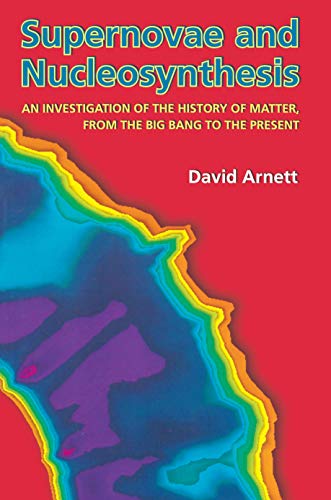 Supernovae and
Nucleosynthesis
AN INVESTIGATION OF THE HISTORY OF MATTER,
FROM THE BIG BANG TO THE PRESENT
David Arnett